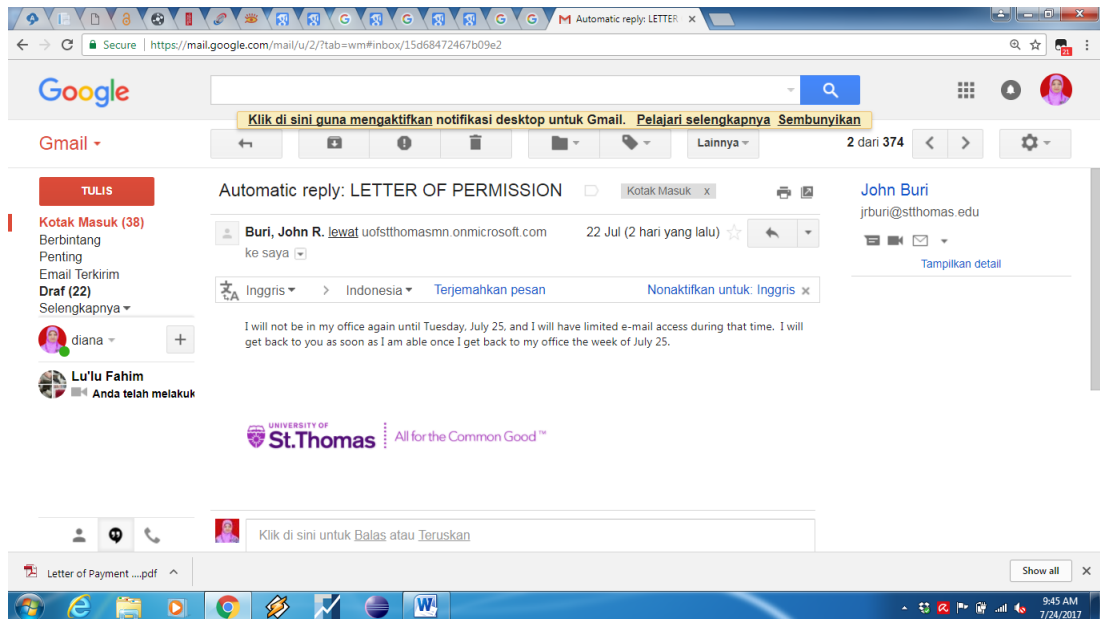 Automatic reply: LETTER
Secure | https://mail.google.com/mail/u/2/?tab=wm#inbox/15d68472467b09e2
21
Google
Klik di sini guna mengaktifkan notifikasi desktop untuk Gmail. Pelajari selengkapnya Sembunyikan
Gmail
Lainnya
2 dari 374
TULIS
Kotak Masuk (38)
Berbintang
Penting
Email Terkirim
Draf (22)
Selengkapnya
diana
Lu'lu Fahim
Anda telah melakuk
Automatic reply: LETTER OF PERMISSION
Kotak Masuk x
Buri, John R. lewat uofstthomasmn.onmicrosoft.com
22 Jul (2 hari yang lalu)
ke saya
Inggris > Indonesia Terjemahkan pesan
Nonaktifkan untuk: Inggris x
I will not be in my office again until Tuesday, July 25, and I will have limited e-mail access during that time. I will
get back to you as soon as I am able once I get back to my office the week of July 25.
UNIVERSITY OF
St.Thomas
All for the Common Good™
Klik di sini untuk Balas atau Teruskan
John Buri
jrburi@stthomas.edu
Tampilkan detail
Letter of Payment ....pdf
Show all
9:45 AM
7/24/2017